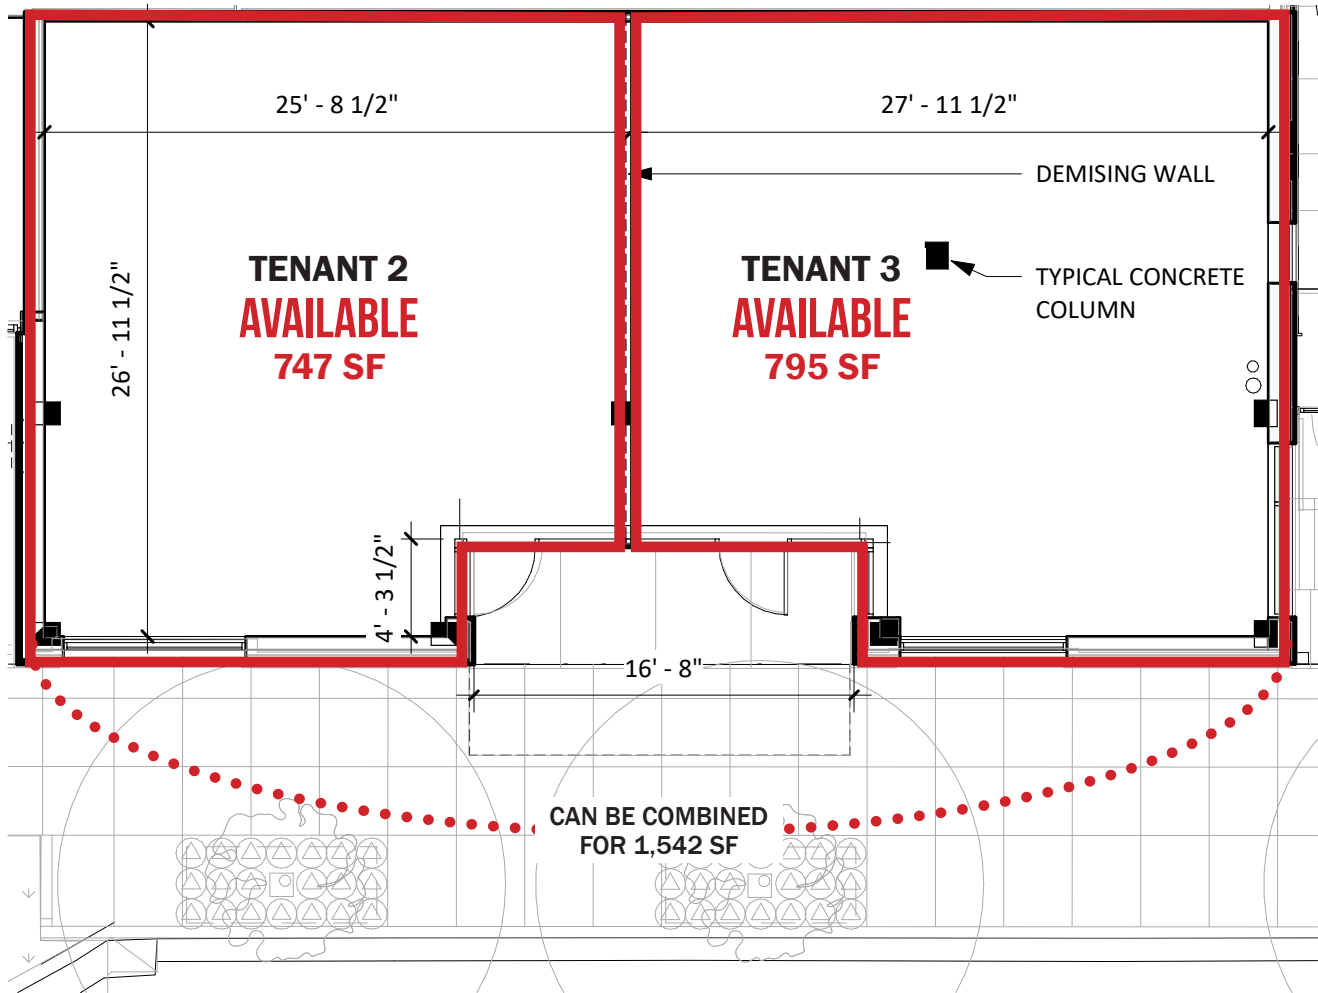 25' - 8 1/2"
27' - 11 1/2"
DEMISING WALL
TENANT 2
AVAILABLE
747 SF
TENANT 3
AVAILABLE
795 SF
TYPICAL CONCRETE
COLUMN
26' - 11 1/2"
4' - 3 1/2"
16' - 8"
CAN BE COMBINED
FOR 1,542 SF